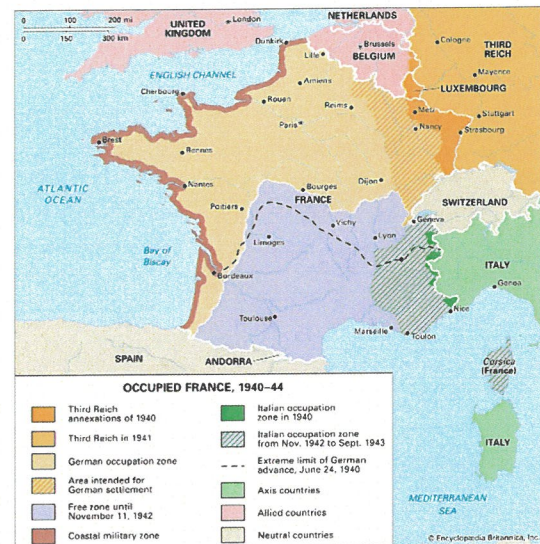 0 100 200 mi
0 150 300 km
UNITED
KINGDOM
London
NETHERLANDS
Dunkirk
Lille
Brussels
BELGIUM
Cologne
THIRD
REICH
ENGLISH CHANNEL
Cherbourg
Amiens
Rouen
Reims
Paris
LUXEMBOURG
Mayence
Metz
Nancy
Stuttgart
Strasbourg
Brest
Rennes
Nantes
Poitiers
Bourges
Dijon
FRANCE
ATLANTIC
OCEAN
SWITZERLAND
Geneva
Vichy
Lyon
Limoges
Bay of
Biscay
Bordeaux
ITALY
Genoa
Nice
Toulouse
Marseille
Toulon
SPAIN
ANDORRA
Corsica
(France)
ITALY
MEDITERRANEAN
SEA
OCCUPIED FRANCE, 1940–44
Third Reich
annexations of 1940
Third Reich in 1941
German occupation zone
Area intended for
German settlement
Free zone until
November 11, 1942
Coastal military zone
Italian occupation
zone in 1940
Italian occupation zone
from Nov. 1942 to Sept. 1943
Extreme limit of German
advance, June 24, 1940
Axis countries
Allied countries
Neutral countries
© Encyclopædia Britannica, Inc.